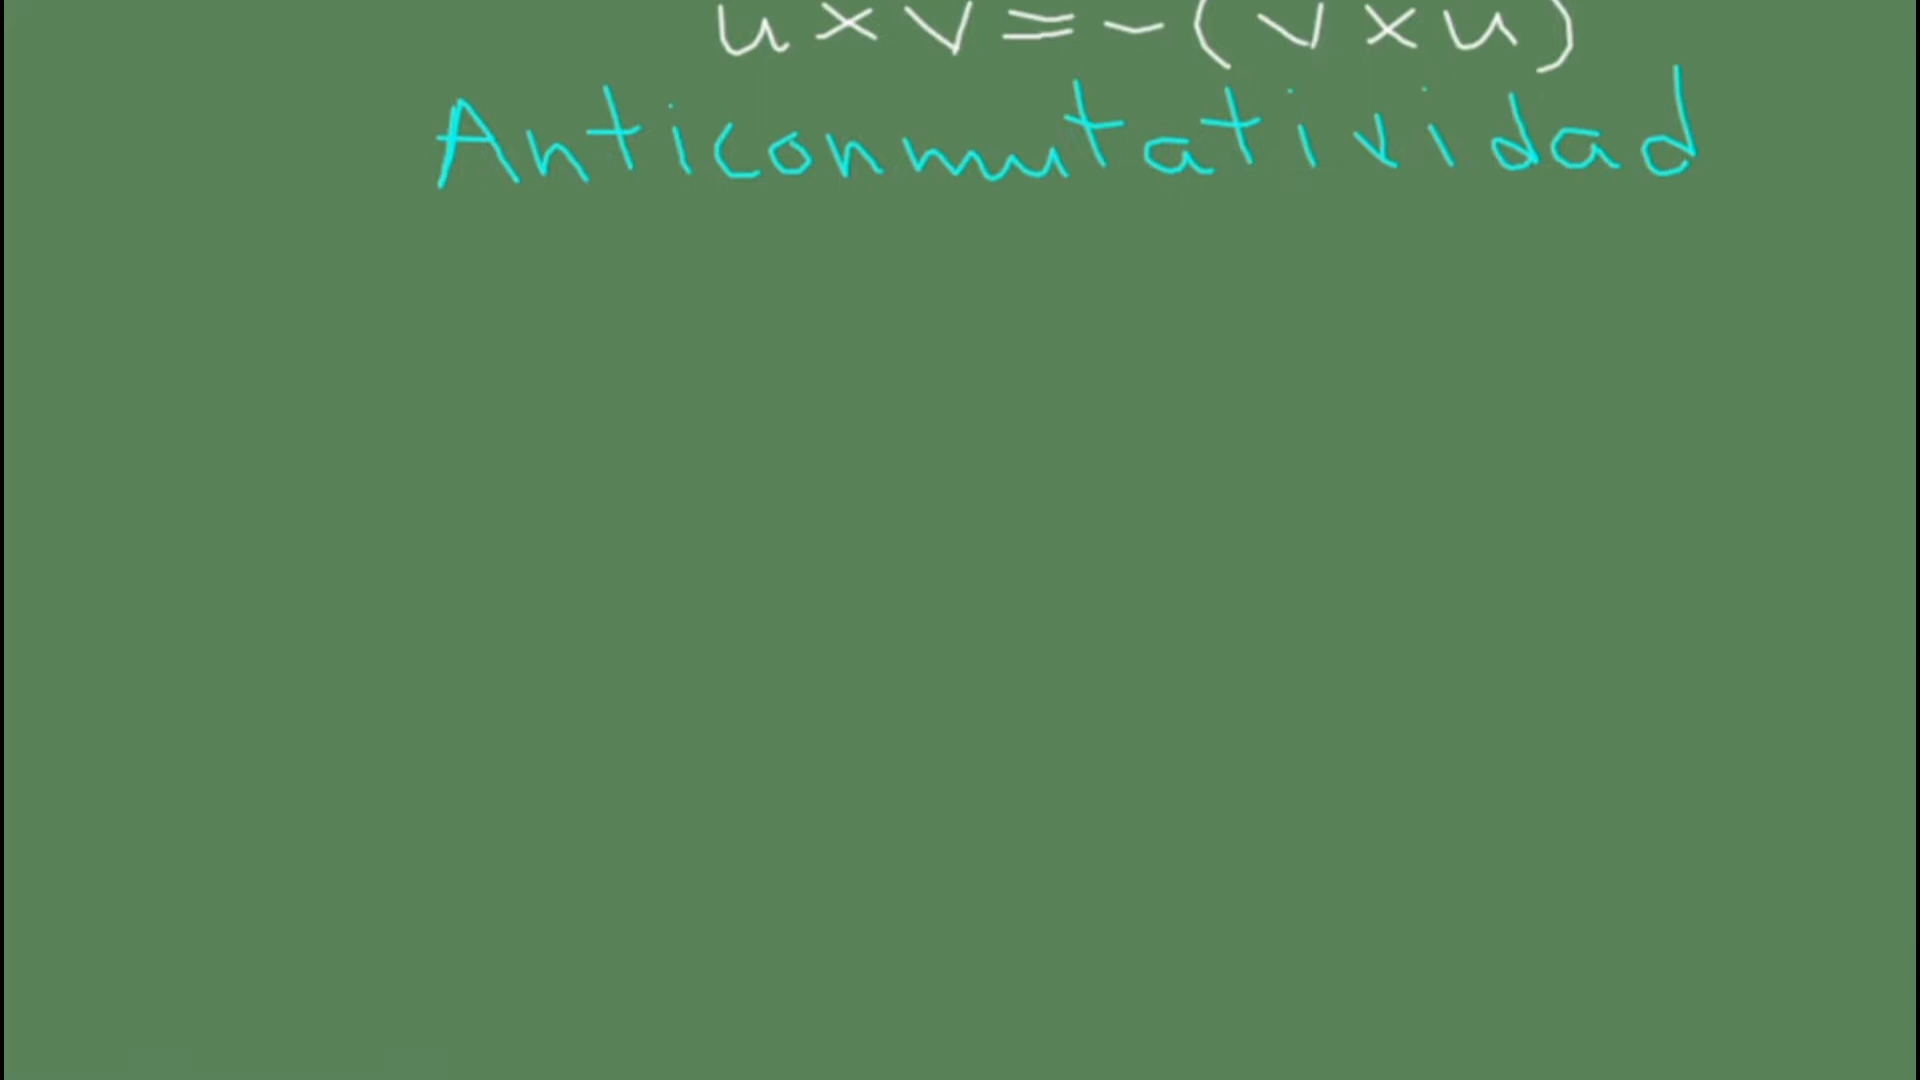 u × v = - (v × u)
Anticonmutatividad